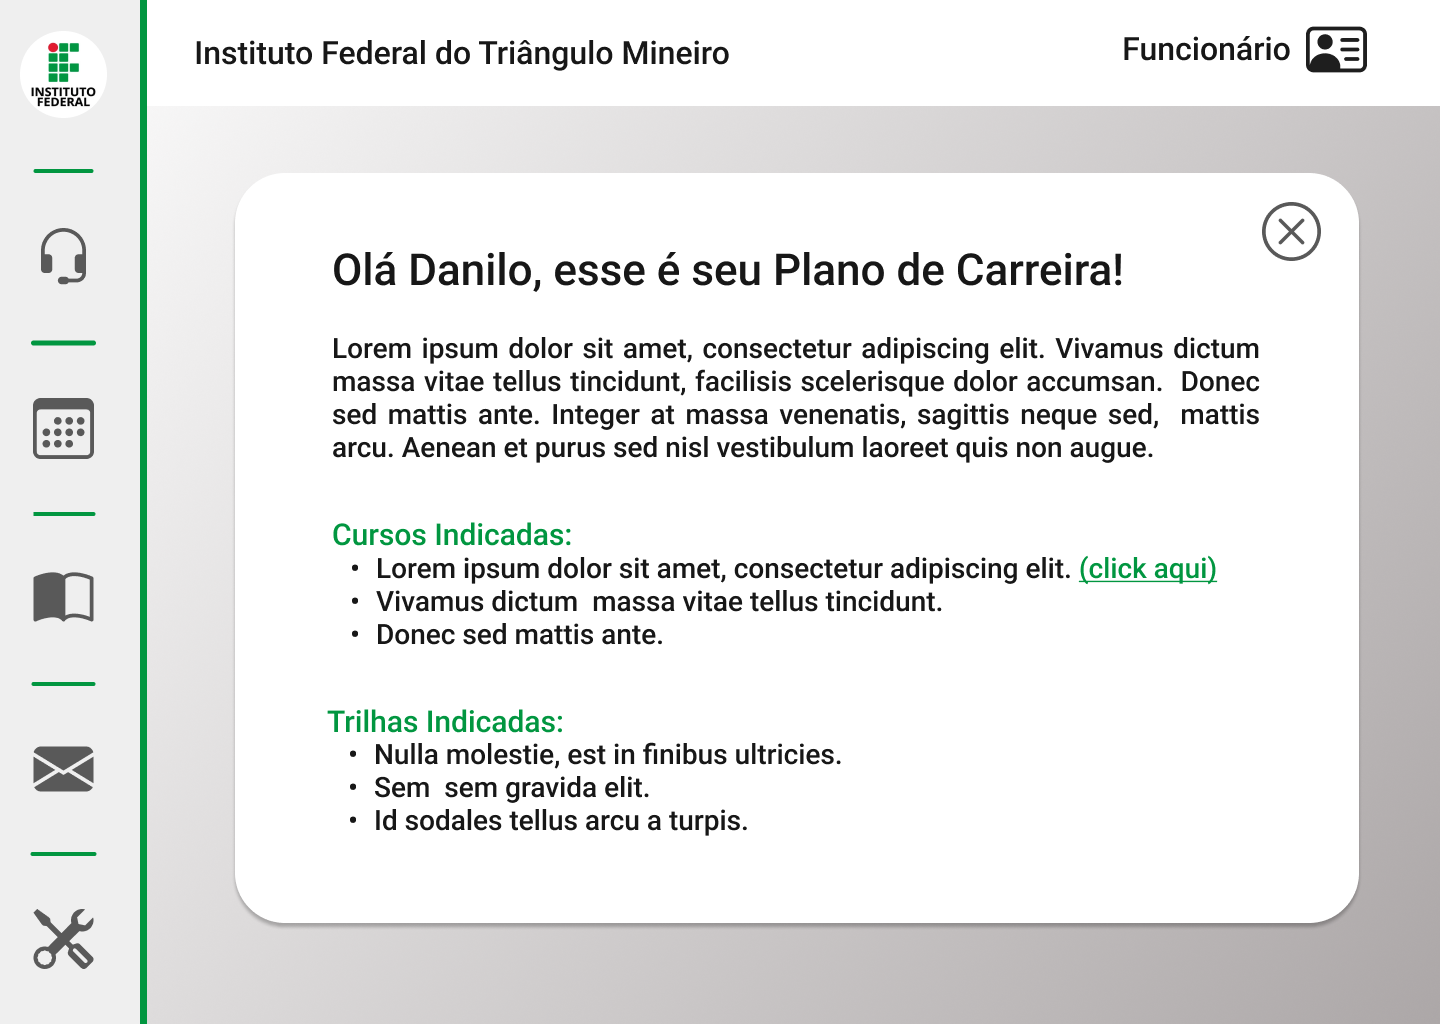 INSTITUTO
FEDERAL
Instituto Federal do Triângulo Mineiro
Funcionário
Olá Danilo, esse é seu Plano de Carreira!
Lorem ipsum dolor sit amet, consectetur adipiscing elit. Vivamus dictum
massa vitae tellus tincidunt, facilisis scelerisque dolor accumsan. Donec
sed mattis ante. Integer at massa venenatis, sagittis neque sed, mattis
arcu. Aenean et purus sed nisl vestibulum laoreet quis non augue.
Cursos Indicadas:
• Lorem ipsum dolor sit amet, consectetur adipiscing elit. (click aqui)
• Vivamus dictum massa vitae tellus tincidunt.
• Donec sed mattis ante.
Trilhas Indicadas:
• Nulla molestie, est in finibus ultricies.
• Sem sem gravida elit.
• Id sodales tellus arcu a turpis.